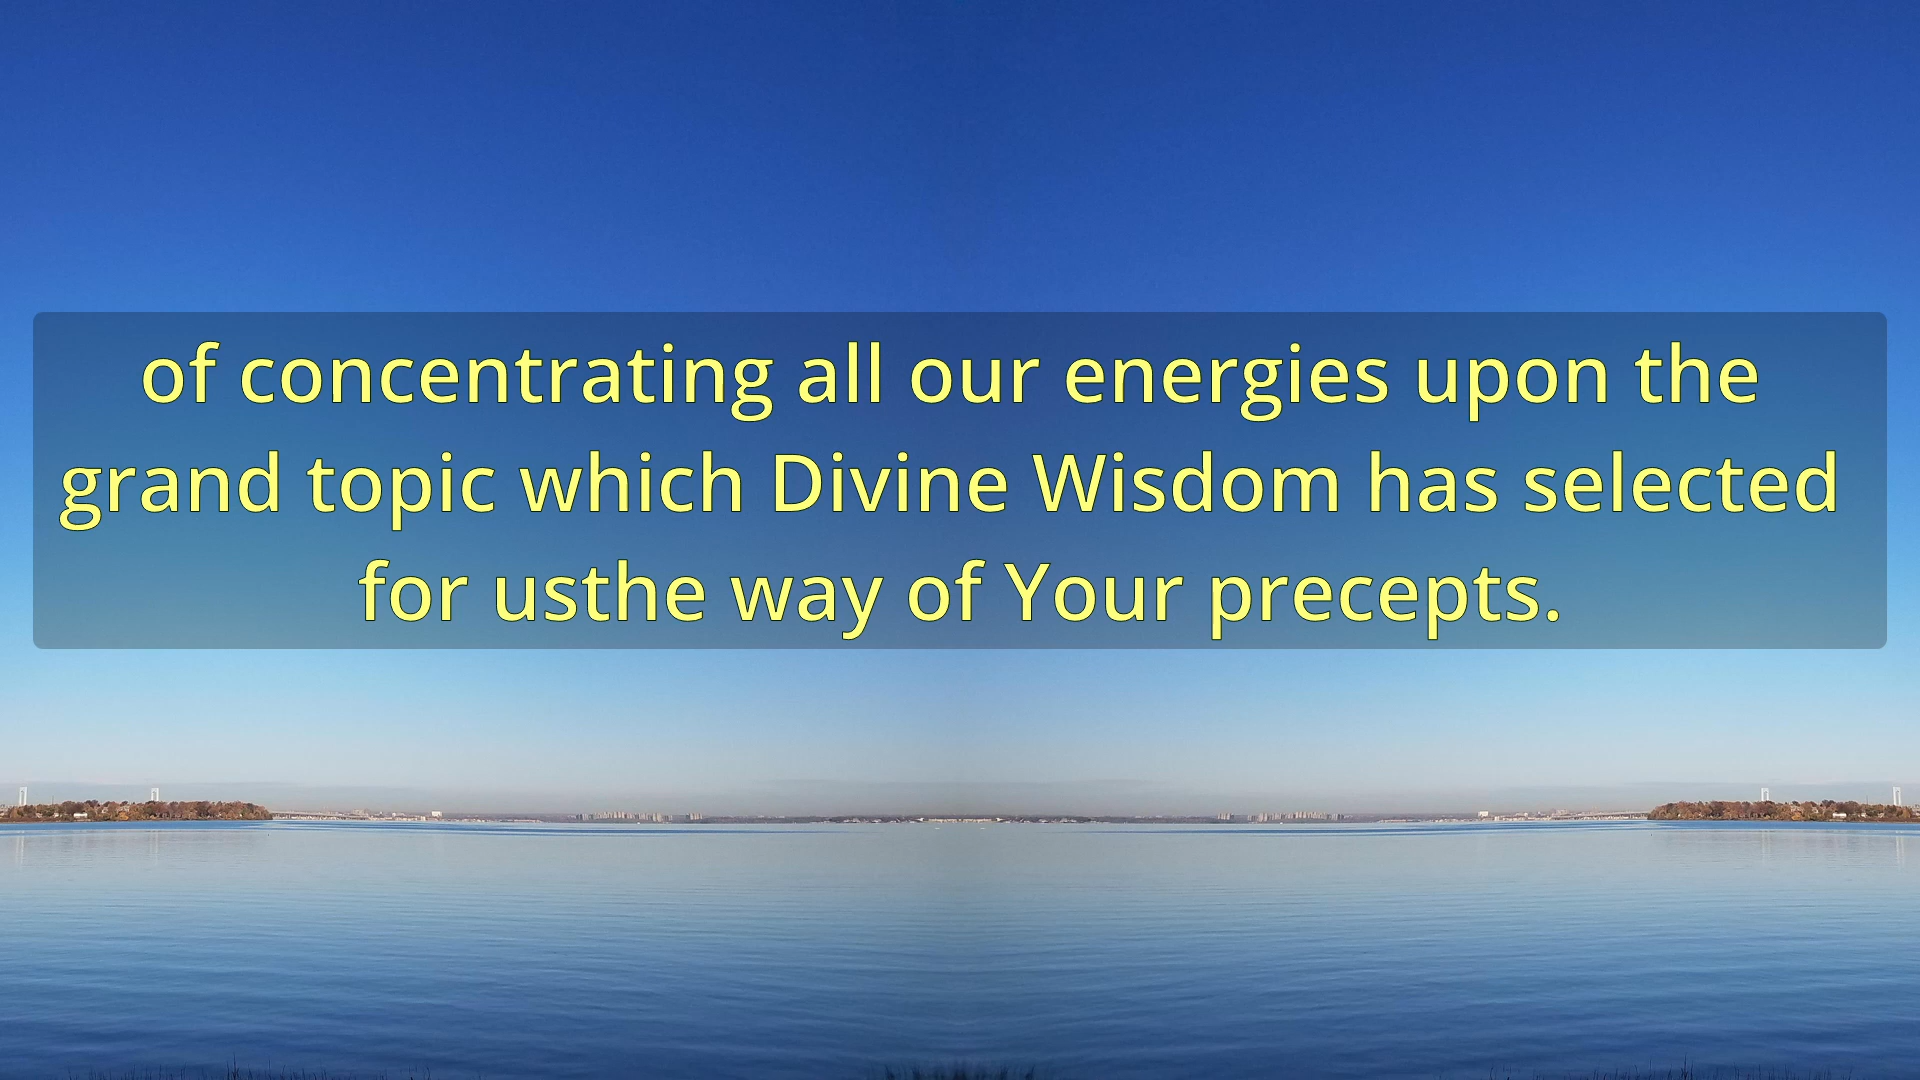 of concentrating all our energies upon the
grand topic which Divine Wisdom has selected
for usthe way of Your precepts.